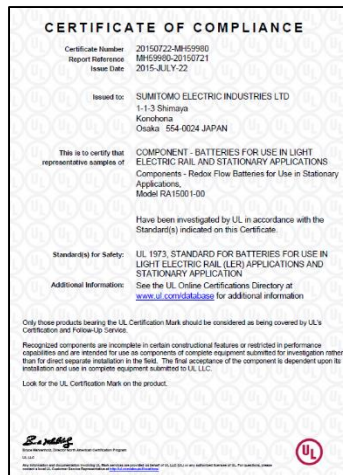 CERTIFICATE OF COMPLIANCE
Certificate Number 20150722-MH59980
Report Reference MH59980-20150721
Issue Date 2015-JULY-22
Issued to: SUMITOMO ELECTRIC INDUSTRIES LTD
1-1-3 Shimaya
Konohona
Osaka 554-0024 JAPAN
This is to certify that COMPONENT - BATTERIES FOR USE IN LIGHT
representative samples of ELECTRIC RAIL AND STATIONARY APPLICATIONS
Components - Redox Flow Batteries for Use in Stationary
Applications,
Model RA15001-00
Have been investigated by UL in accordance with the
Standard(s) indicated on this Certificate.
Standard(s) for Safety: UL 1973, STANDARD FOR BATTERIES FOR USE IN
LIGHT ELECTRIC RAIL (LER) APPLICATIONS AND
STATIONARY APPLICATION
Additional Information: See the UL Online Certifications Directory at
www.ul.com/database for additional information
Only those products bearing the UL Certification Mark should be considered as being covered by UL's
Certification and Follow-Up Service.
Recognized components are incomplete in certain constructional features or restricted in performance
capabilities and are intended for use as components of complete equipment submitted for investigation rather
than for direct separate installation in the field. The final acceptance of the component is dependent upon its
installation and use in complete equipment submitted to UL LLC.
Look for the UL Certification Mark on the product.
UL